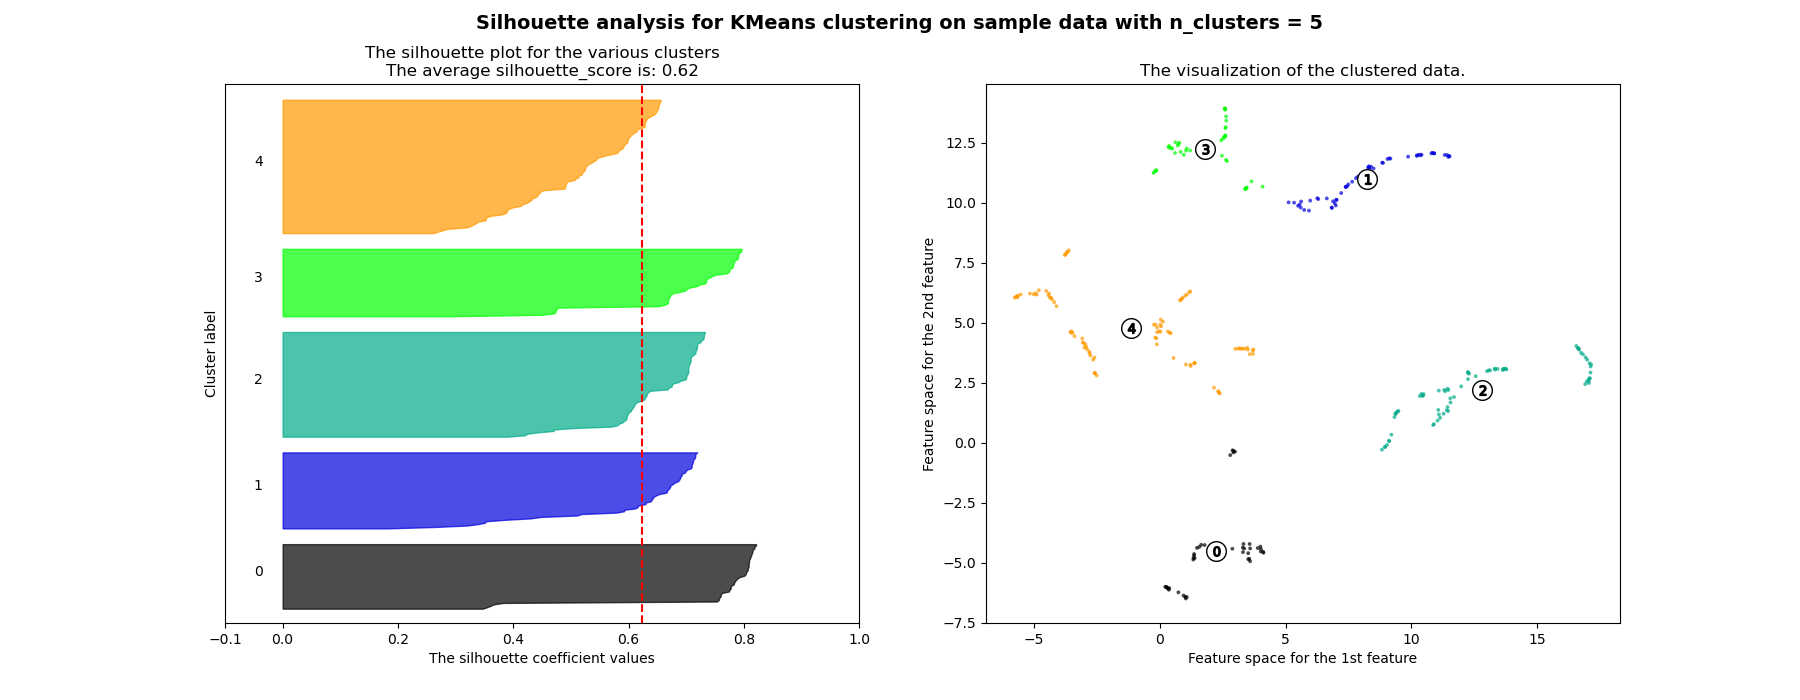 Silhouette analysis for KMeans clustering on sample data with n_clusters = 5
The silhouette plot for the various clusters
The average silhouette_score is: 0.62
Cluster label
4
3
2
1
0
−0.1 0.0 0.2 0.4 0.6 0.8 1.0
The silhouette coefficient values
The visualization of the clustered data.
Feature space for the 2nd feature
12.5
10.0
7.5
5.0
2.5
0.0
−2.5
−5.0
−7.5
3
1
4
2
0
−5 0 5 10 15
Feature space for the 1st feature